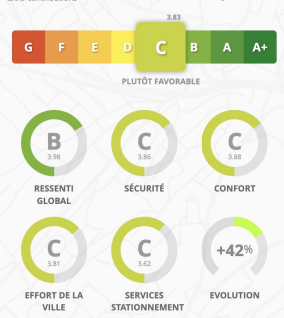 3.83
G F E D C B A A+
PLUTÔT FAVORABLE
B C C
3.98 3.86 3.88
RESSENTI GLOBAL
SÉCURITÉ
CONFORT
C C +42%
3.81 3.62
EFFORT DE LA VILLE
SERVICES STATIONNEMENT
EVOLUTION